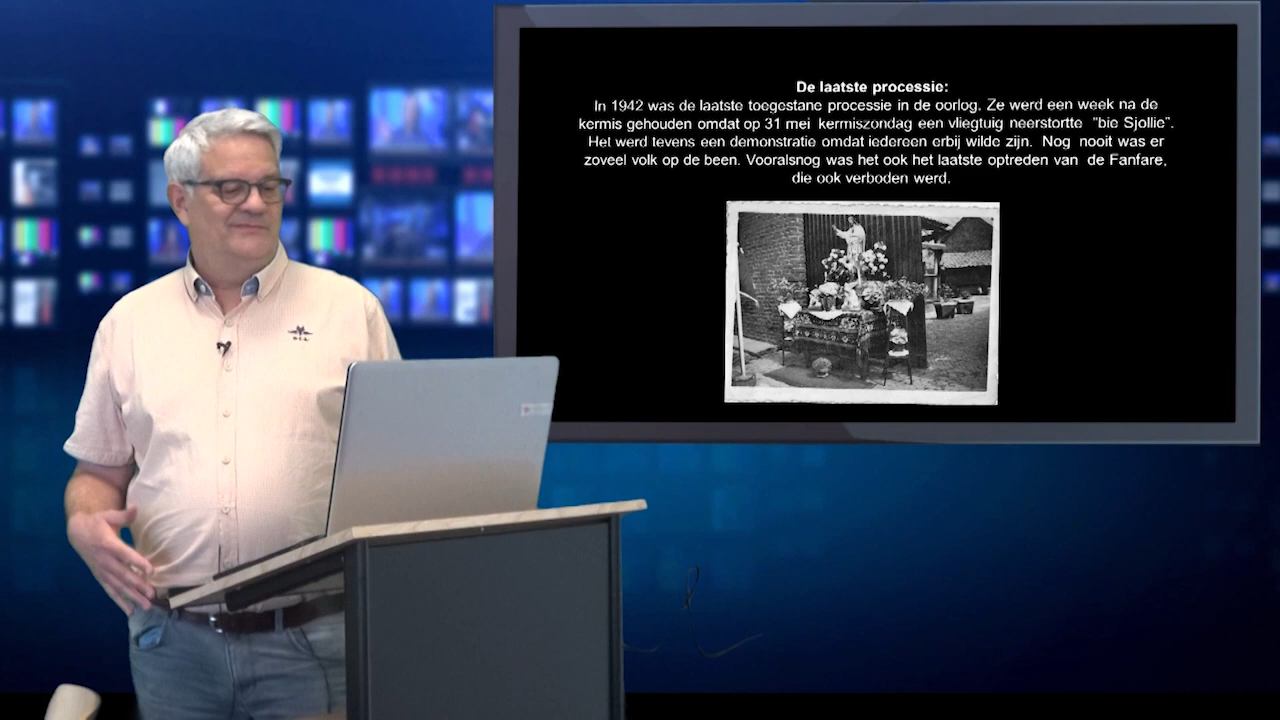 De laatste processie:
In 1942 was de laatste toegestane processie in de oorlog. Ze werd een week na de
kermis gehouden omdat op 31 mei kermiszondag een vliegtuig neerstortte "bie Sjollie".
Het werd tevens een demonstratie omdat iedereen erbij wilde zijn. Nog nooit was er
zoveel volk op de been. Vooralsnog was het ook het laatste optreden van de Fanfare,
die ook verboden werd.